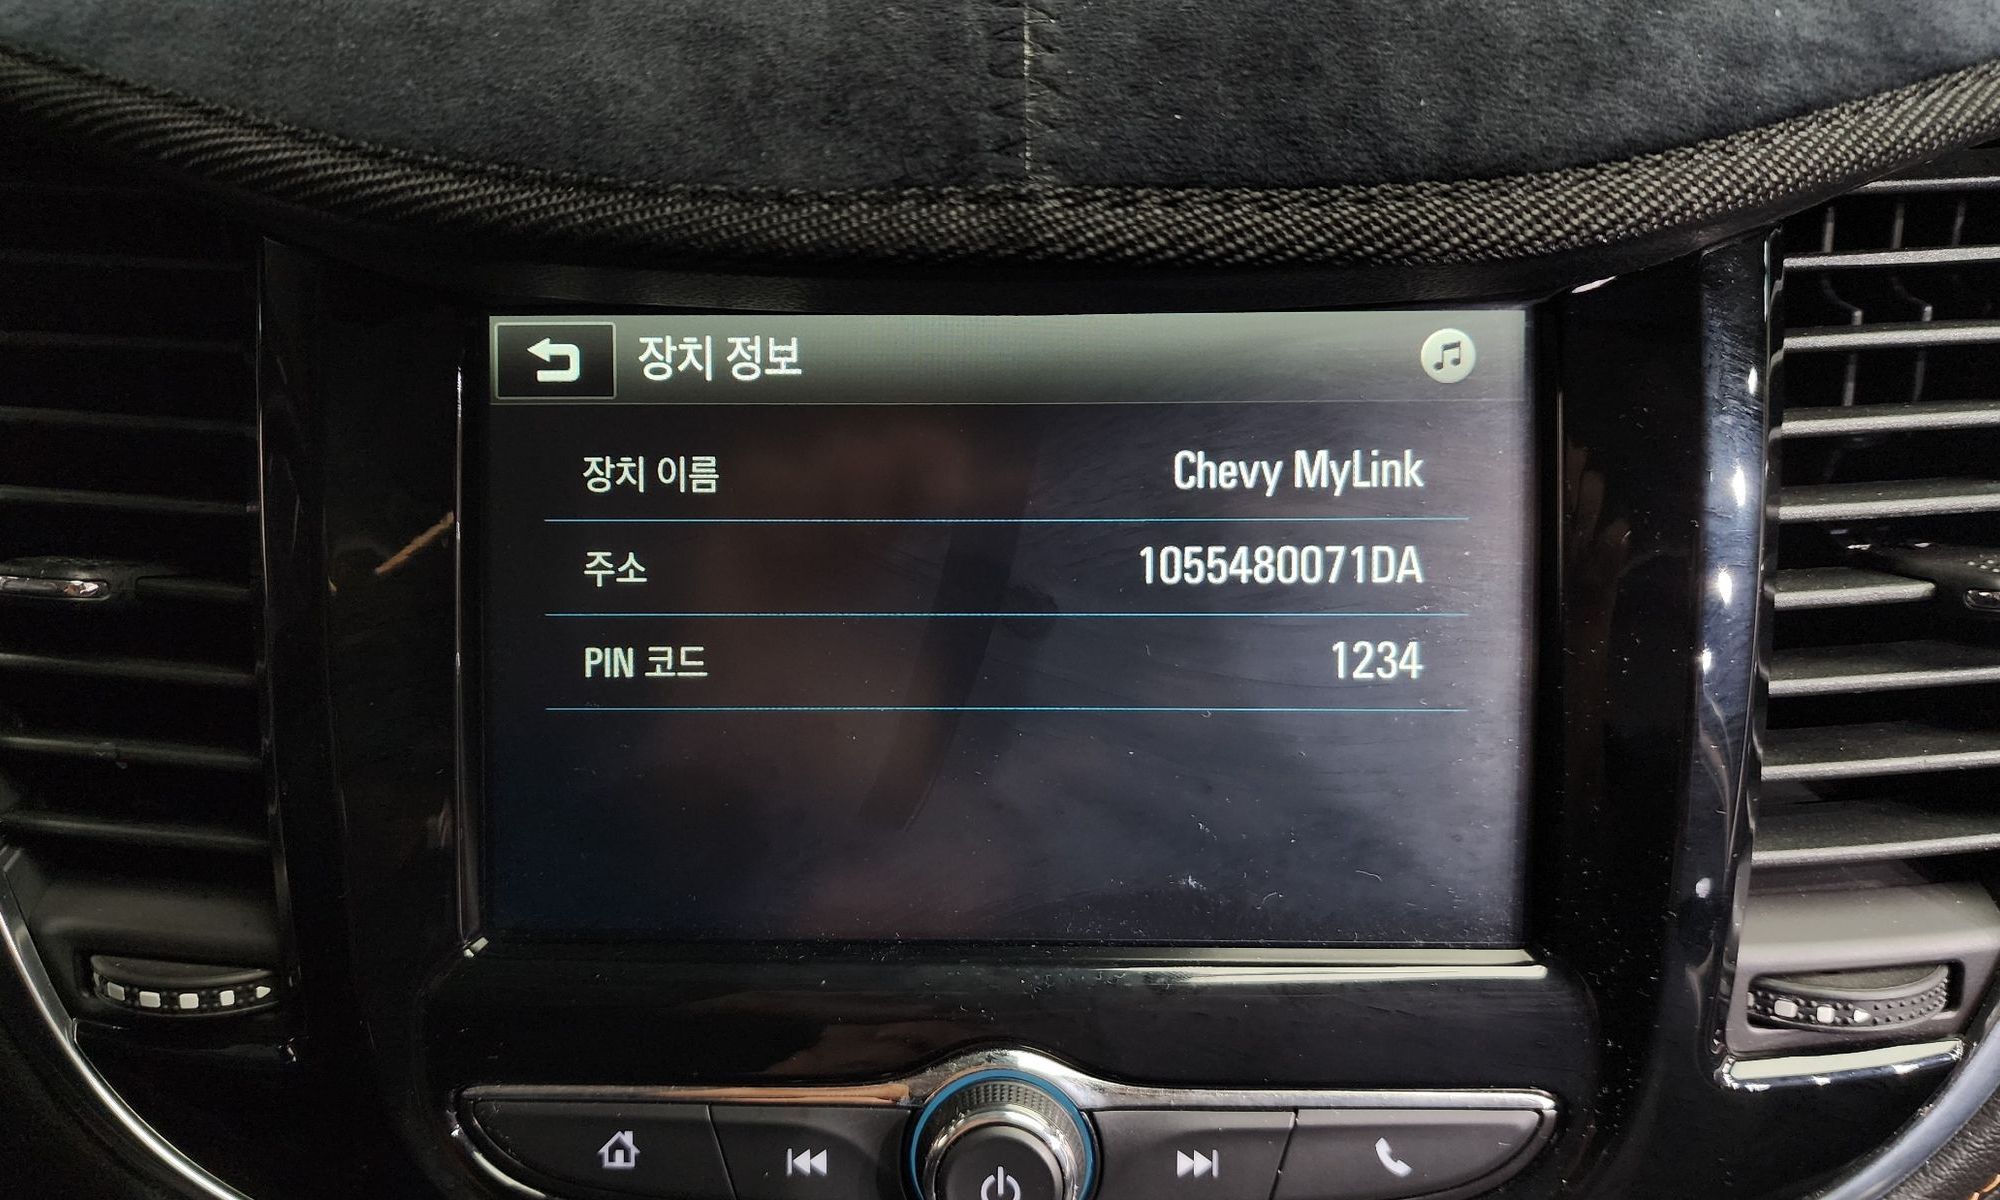 장치 정보
장치 이름 Chevy MyLink
주소 1055480071DA
PIN 코드 1234